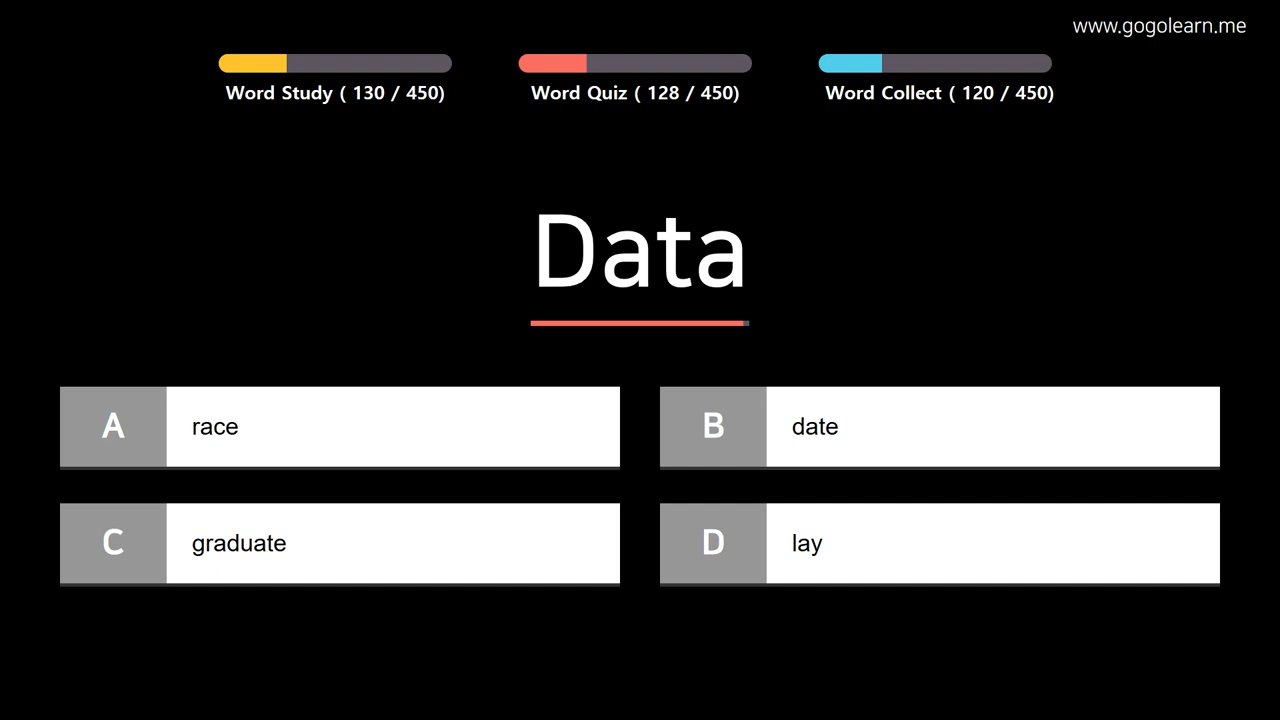 www.gogolearn.me
Word Study ( 130 / 450)
Word Quiz ( 128 / 450)
Word Collect ( 120 / 450)
Data
A race
B date
C graduate
D lay